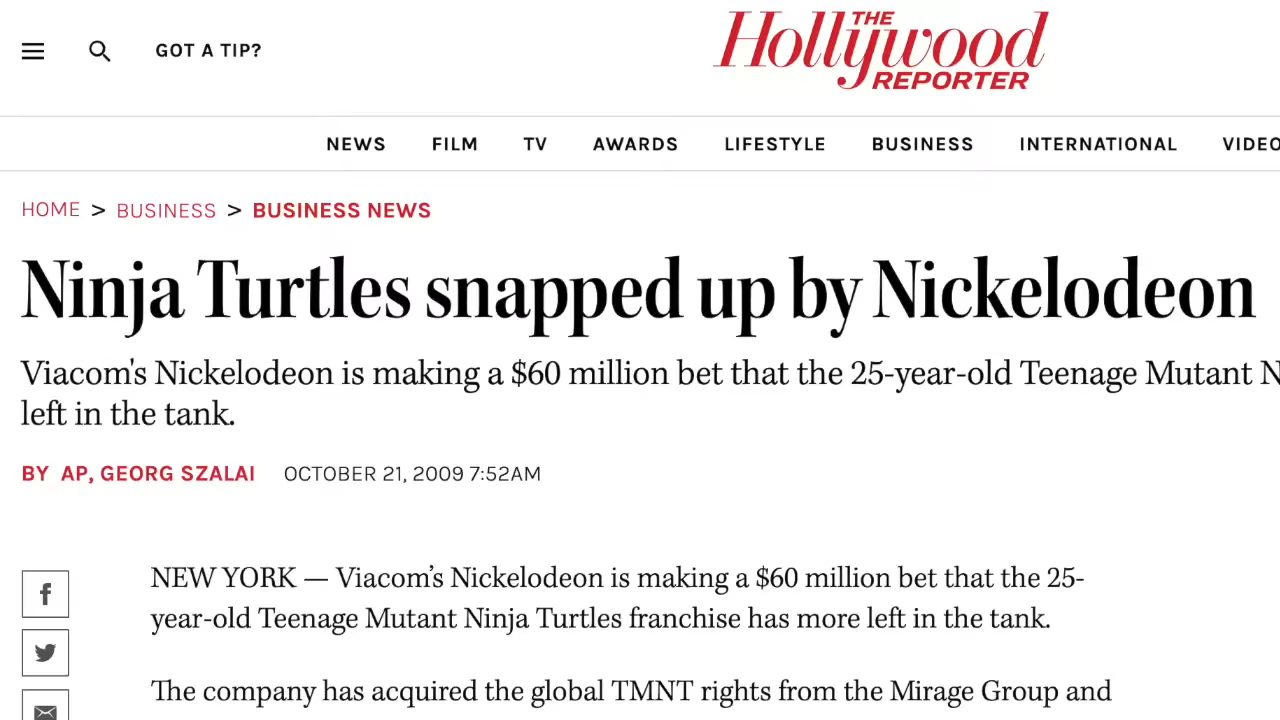 GOT A TIP?
THE
Hollywood
REPORTER
NEWS FILM TV AWARDS LIFESTYLE BUSINESS INTERNATIONAL VIDEO
HOME > BUSINESS > BUSINESS NEWS
Ninja Turtles snapped up by Nickelodeon
Viacom's Nickelodeon is making a $60 million bet that the 25-year-old Teenage Mutant N
left in the tank.
BY AP, GEORG SZALAI OCTOBER 21, 2009 7:52AM
NEW YORK — Viacom’s Nickelodeon is making a $60 million bet that the 25-
year-old Teenage Mutant Ninja Turtles franchise has more left in the tank.
The company has acquired the global TMNT rights from the Mirage Group and